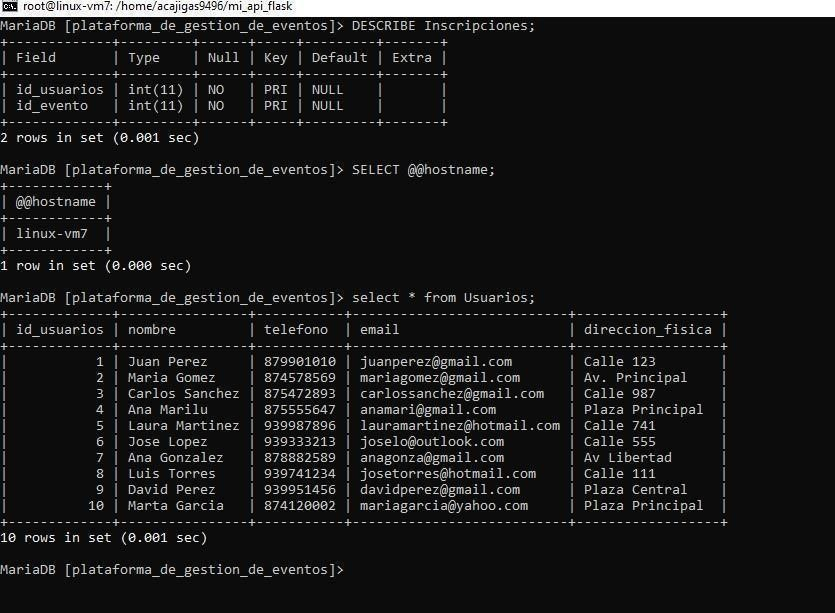 root@linux-vm7: /home/acajigas9496/mi_api_flask
MariaDB [plataforma_de_gestion_de_eventos]> DESCRIBE Inscripciones;
+-------------+---------+------+-----+---------+-------+
| Field       | Type    | Null | Key | Default | Extra |
+-------------+---------+------+-----+---------+-------+
| id_usuarios | int(11) | NO   | PRI | NULL    |       |
| id_evento   | int(11) | NO   | PRI | NULL    |       |
+-------------+---------+------+-----+---------+-------+
2 rows in set (0.001 sec)
MariaDB [plataforma_de_gestion_de_eventos]> SELECT @@hostname;
+------------+
| @@hostname |
+------------+
| linux-vm7  |
+------------+
1 row in set (0.000 sec)
MariaDB [plataforma_de_gestion_de_eventos]> select * from Usuarios;
+-------------+----------------+-----------+---------------------------+------------------+
| id_usuarios | nombre         | telefono  | email                     | direccion_fisica |
+-------------+----------------+-----------+---------------------------+------------------+
|           1 | Juan Perez     | 879901010 | juanperez@gmail.com       | Calle 123        |
|           2 | Maria Gomez    | 874578569 | mariagomez@gmail.com      | Av. Principal    |
|           3 | Carlos Sanchez | 875472893 | carlossanchez@gmail.com   | Calle 987        |
|           4 | Ana Marilu     | 875555647 | anamari@gmail.com         | Plaza Principal  |
|           5 | Laura Martinez | 939987896 | lauramartinez@hotmail.com | Calle 741        |
|           6 | Jose Lopez     | 939333213 | joselo@outlook.com        | Calle 555        |
|           7 | Ana Gonzalez   | 878882589 | anagonza@gmail.com        | Av Libertad      |
|           8 | Luis Torres    | 939741234 | josetorres@hotmail.com    | Calle 111        |
|           9 | David Perez    | 939951456 | davidperez@gmail.com      | Plaza Central    |
|          10 | Marta Garcia   | 874120002 | mariagarcia@yahoo.com     | Plaza Principal  |
+-------------+----------------+-----------+---------------------------+------------------+
10 rows in set (0.001 sec)
MariaDB [plataforma_de_gestion_de_eventos]>